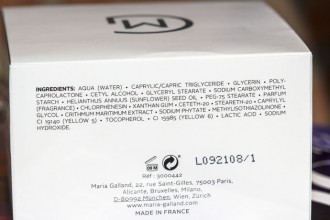 INGREDIENTS: AQUA (WATER) • CAPRYLIC/CAPRIC TRIGLYCERIDE • GLYCERIN • POLY-
CAPROLACTONE • CETYL ALCOHOL • GLYCERYL STEARATE • SODIUM CARBOXYMETHYL
STARCH • HELIANTHUS ANNUUS (SUNFLOWER) SEED OIL • PEG-75 STEARATE • PARFUM
(FRAGRANCE) • CHLORPHENESIN • XANTHAN GUM • CETETH-20 • STEARETH-20 • CAPRYLYL
GLYCOL • CRITHMUM MARITIMUM EXTRACT • SODIUM PHYTATE • METHYLISOTHIAZOLINONE •
CI 19140 (YELLOW 5) • TOCOPHEROL • CI 15985 (YELLOW 6) • LACTIC ACID • SODIUM
HYDROXIDE.
L092108/1
Réf : 3000442
Maria Galland, 22, rue Saint-Gilles, 75003 Paris,
Alicante, Bruxelles, Milano,
D-80992 München, Wien, Zürich
www.maria-galland.com
MADE IN FRANCE